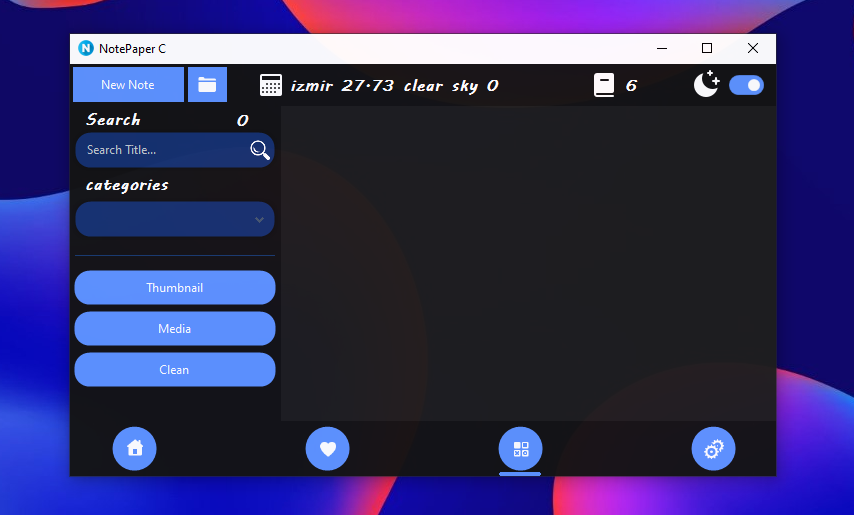 NotePaper C
New Note
izmir 27.73 clear sky 0
6
Search 0
Search Title...
categories
Thumbnail
Media
Clean